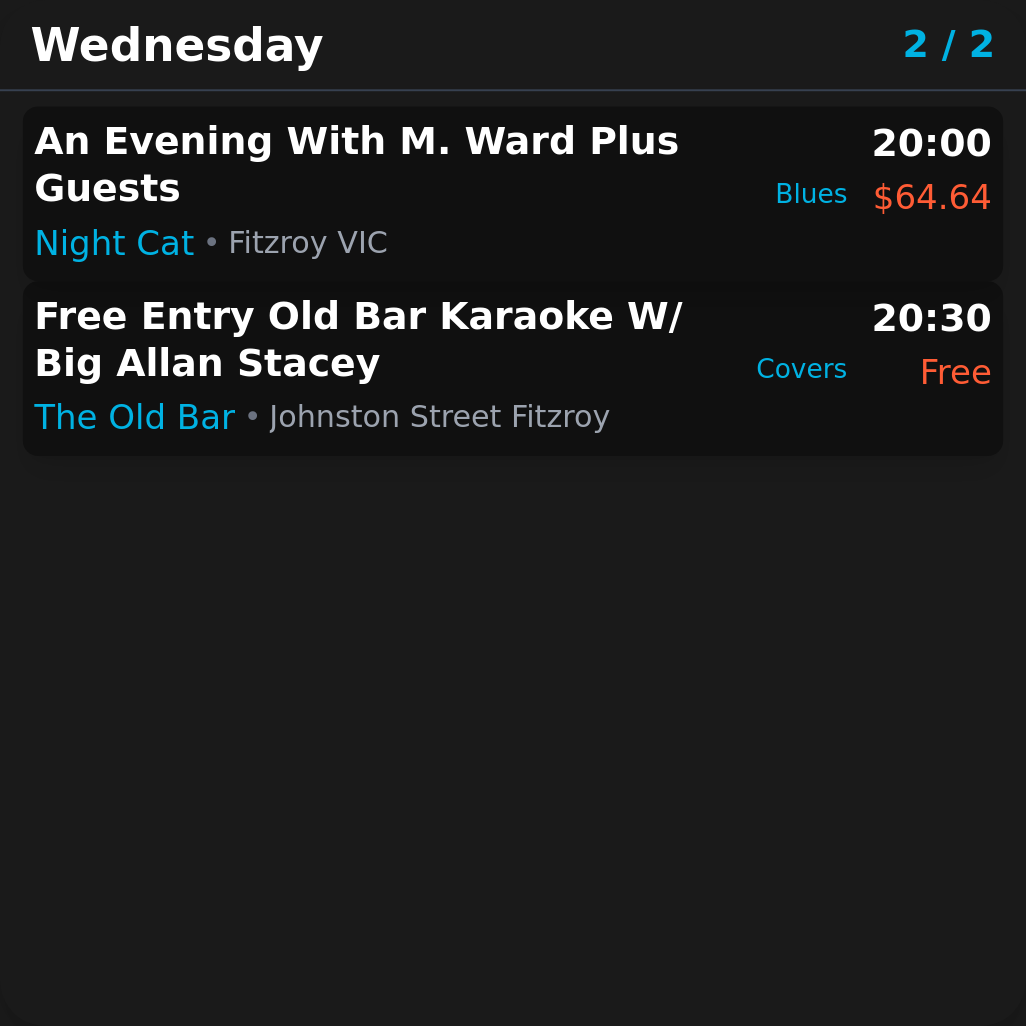 Wednesday
2 / 2
An Evening With M. Ward Plus
Guests
20:00
Blues
$64.64
Night Cat • Fitzroy VIC
Free Entry Old Bar Karaoke W/
Big Allan Stacey
20:30
Covers
Free
The Old Bar • Johnston Street Fitzroy